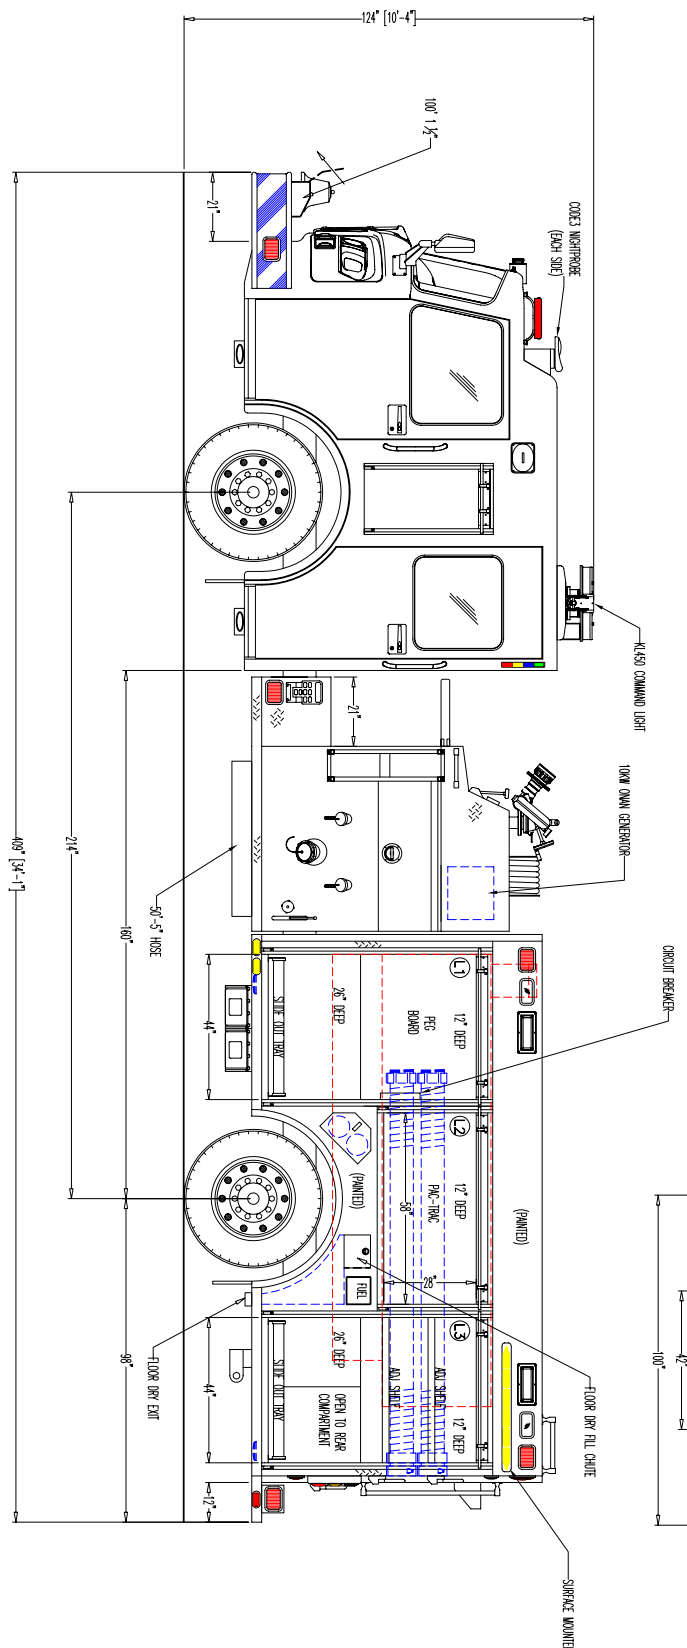 124" [10'-4"]
100' 1 ½"
21"
CODE3 NIGHTPROBE
(EACH SIDE)
KL450 COMMAND LIGHT
21"
10KW ONAN GENERATOR
214"
409" [34'-1"]
160"
50'-5" HOSE
CIRCUIT BREAKER
L1
12" DEEP
PEG
BOARD
26" DEEP
SLIDE OUT TRAY
44"
L2
12" DEEP
PAC-TRAC
58"
(PAINTED)
(PAINTED)
28"
FUEL
100"
42"
98"
FLOOR DRY EXIT
FLOOR DRY FILL CHUTE
L3
26" DEEP
ADJ SHELF
ADJ SHELF
12" DEEP
OPEN TO REAR
COMPARTMENT
SLIDE OUT TRAY
44"
12"
SURFACE MOUNTE